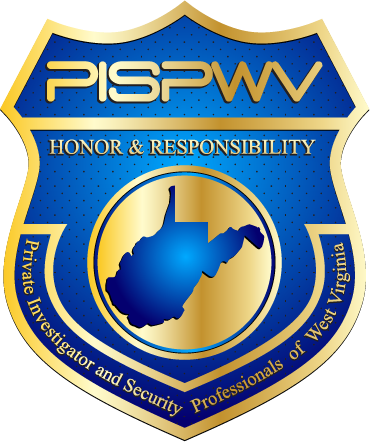 PISPWV
HONOR & RESPONSIBILITY
Private Investigator and Security Professionals of West Virginia